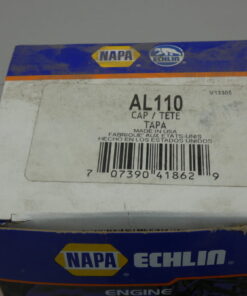 NAPA
ECHLIN
AL110
CAP / TETE
TAPA
MADE IN USA
FABRIQUE AUX ETATS-UNIS
HECHO EN LOS ESTADOS UNIDOS
7 07390 41862 9
NAPA ECHLIN
ENGINE